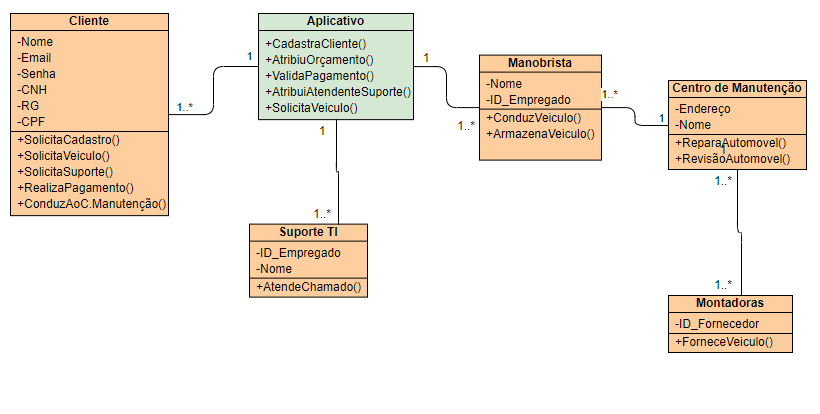 Cliente
-Nome
-Email
-Senha
-CNH
-RG
-CPF
+SolicitaCadastro()
+SolicitaVeiculo()
+SolicitaSuporte()
+RealizaPagamento()
+ConduzAoC.Manutenção()
1..*
1
Aplicativo
+CadastraCliente()
+AtribiuOrçamento()
+ValidaPagamento()
+AtribuiAtendenteSuporte()
+SolicitaVeiculo()
1
1
1..*
Suporte TI
-ID_Empregado
-Nome
+AtendeChamado()
1..*
Manobrista
-Nome
-ID_Empregado
+ConduzVeiculo()
+ArmazenaVeiculo()
1..*
1
Centro de Manutenção
-Endereço
-Nome
+ReparaAutomovel()
1
+RevisãoAutomovel()
1..*
1..*
Montadoras
-ID_Fornecedor
+ForneceVeiculo()